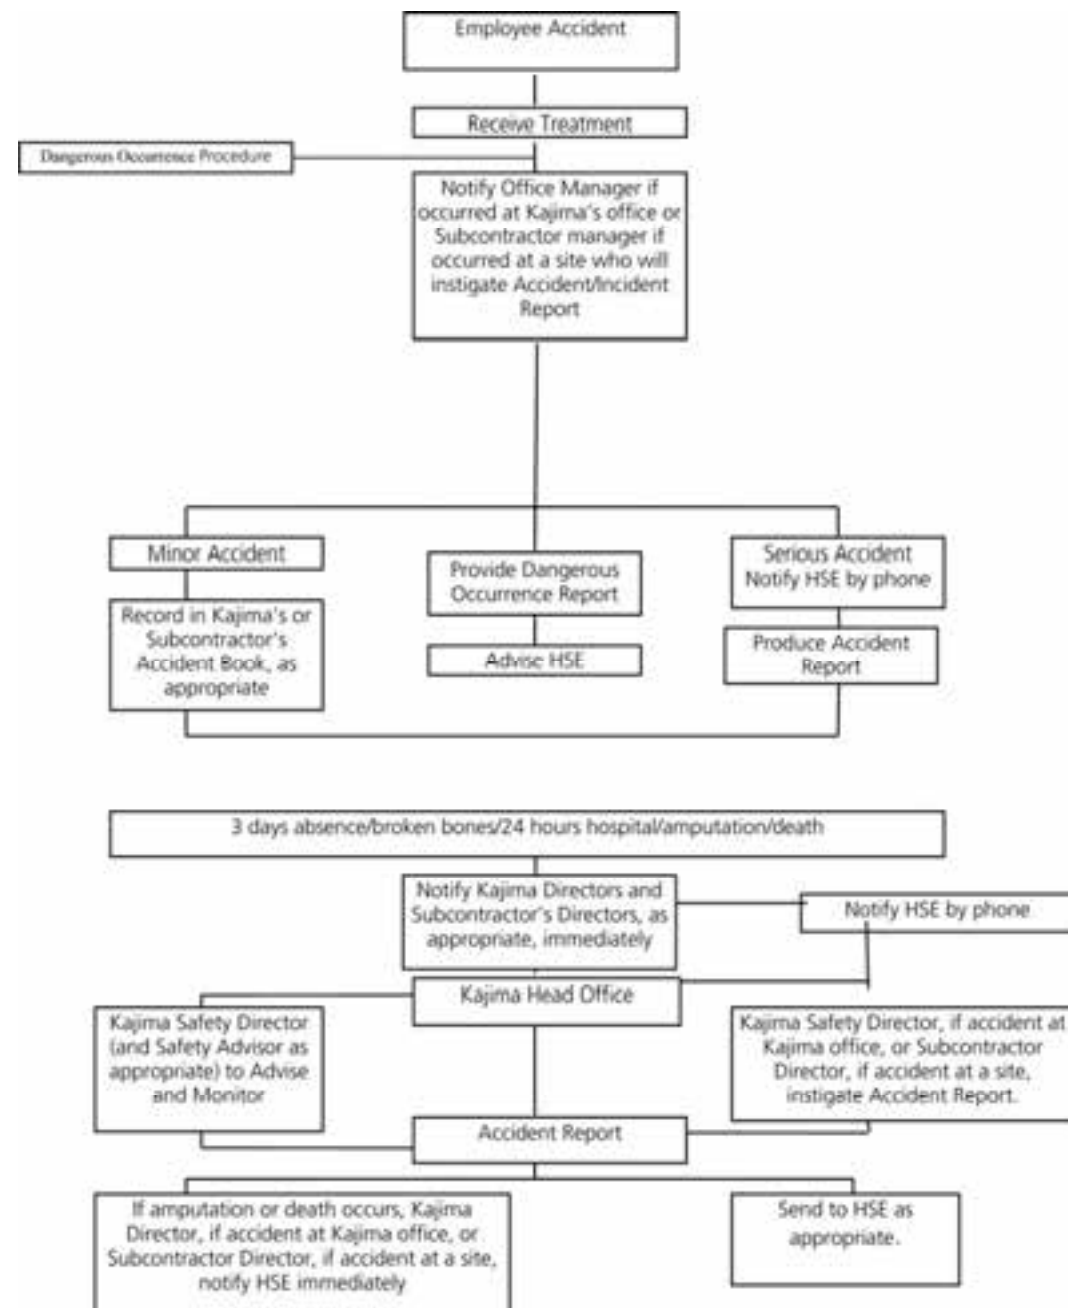 Employee Accident
Receive Treatment
Dangerous Occurrence Procedure
Notify Office Manager if
occurred at Kajima's office or
Subcontractor manager if
occurred at a site who will
instigate Accident/Incident
Report
Minor Accident
Record in Kajima's or
Subcontractor's
Accident Book, as
appropriate
Provide Dangerous
Occurrence Report
Advise HSE
Serious Accident
Notify HSE by phone
Produce Accident
Report
3 days absence/broken bones/24 hours hospital/amputation/death
Notify Kajima Directors and
Subcontractor's Directors, as
appropriate, immediately
Notify HSE by phone
Kajima Head Office
Kajima Safety Director
(and Safety Advisor as
appropriate) to Advise
and Monitor
Kajima Safety Director, if accident at
Kajima office, or Subcontractor
Director, if accident at a site,
instigate Accident Report.
Accident Report
If amputation or death occurs, Kajima
Director, if accident at Kajima office, or
Subcontractor Director, if accident at a site,
notify HSE immediately
Send to HSE as
appropriate.